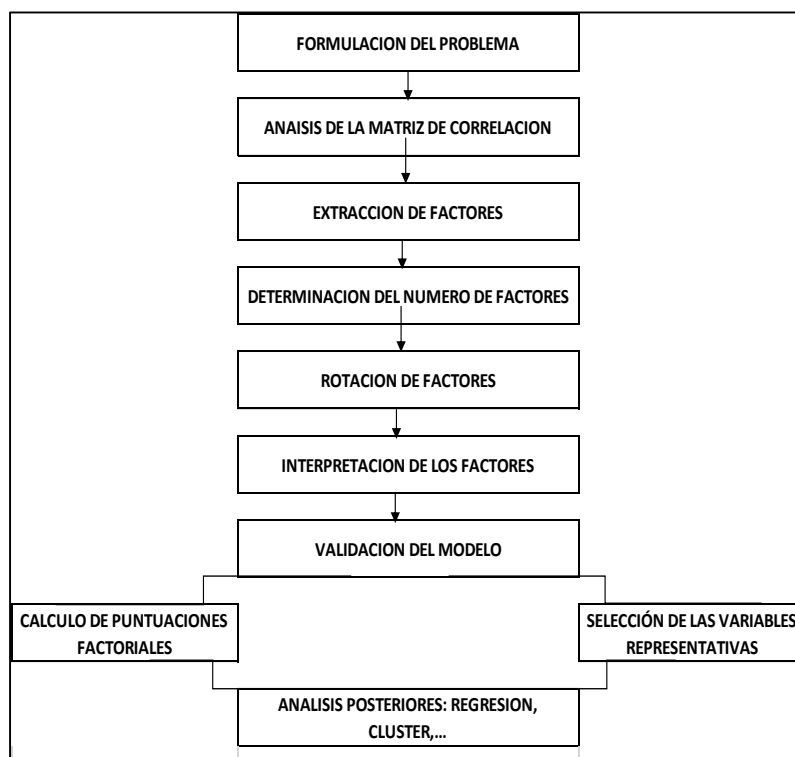 FORMULACION DEL PROBLEMA
ANAISIS DE LA MATRIZ DE CORRELACION
EXTRACCION DE FACTORES
DETERMINACION DEL NUMERO DE FACTORES
ROTACION DE FACTORES
INTERPRETACION DE LOS FACTORES
VALIDACION DEL MODELO
CALCULO DE PUNTUACIONES
FACTORIALES
SELECCIÓN DE LAS VARIABLES
REPRESENTATIVAS
ANALISIS POSTERIORES: REGRESION,
CLUSTER,...